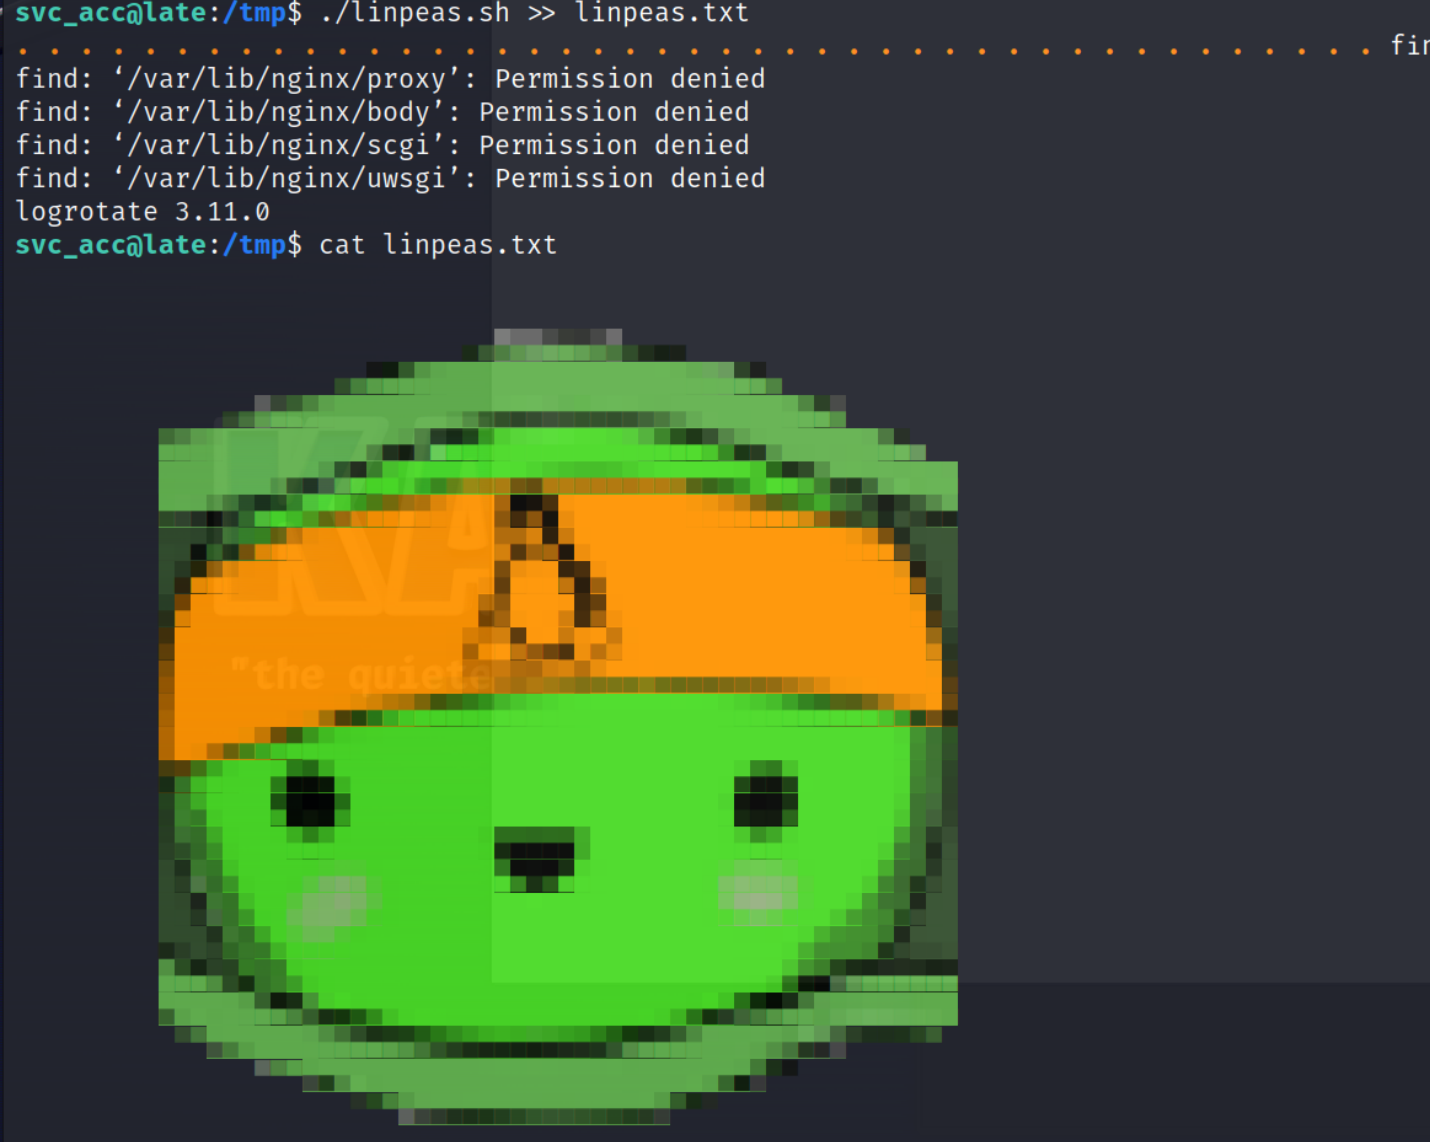 svc_acc@late:/tmp$ ./linpeas.sh >> linpeas.txt
. . . . . . . . . . . . . . . . . . . . . . . . . . . . . . . . . . . . . . . . . . . fin
find: ‘/var/lib/nginx/proxy’: Permission denied
find: ‘/var/lib/nginx/body’: Permission denied
find: ‘/var/lib/nginx/scgi’: Permission denied
find: ‘/var/lib/nginx/uwsgi’: Permission denied
logrotate 3.11.0
svc_acc@late:/tmp$ cat linpeas.txt
"the quiete